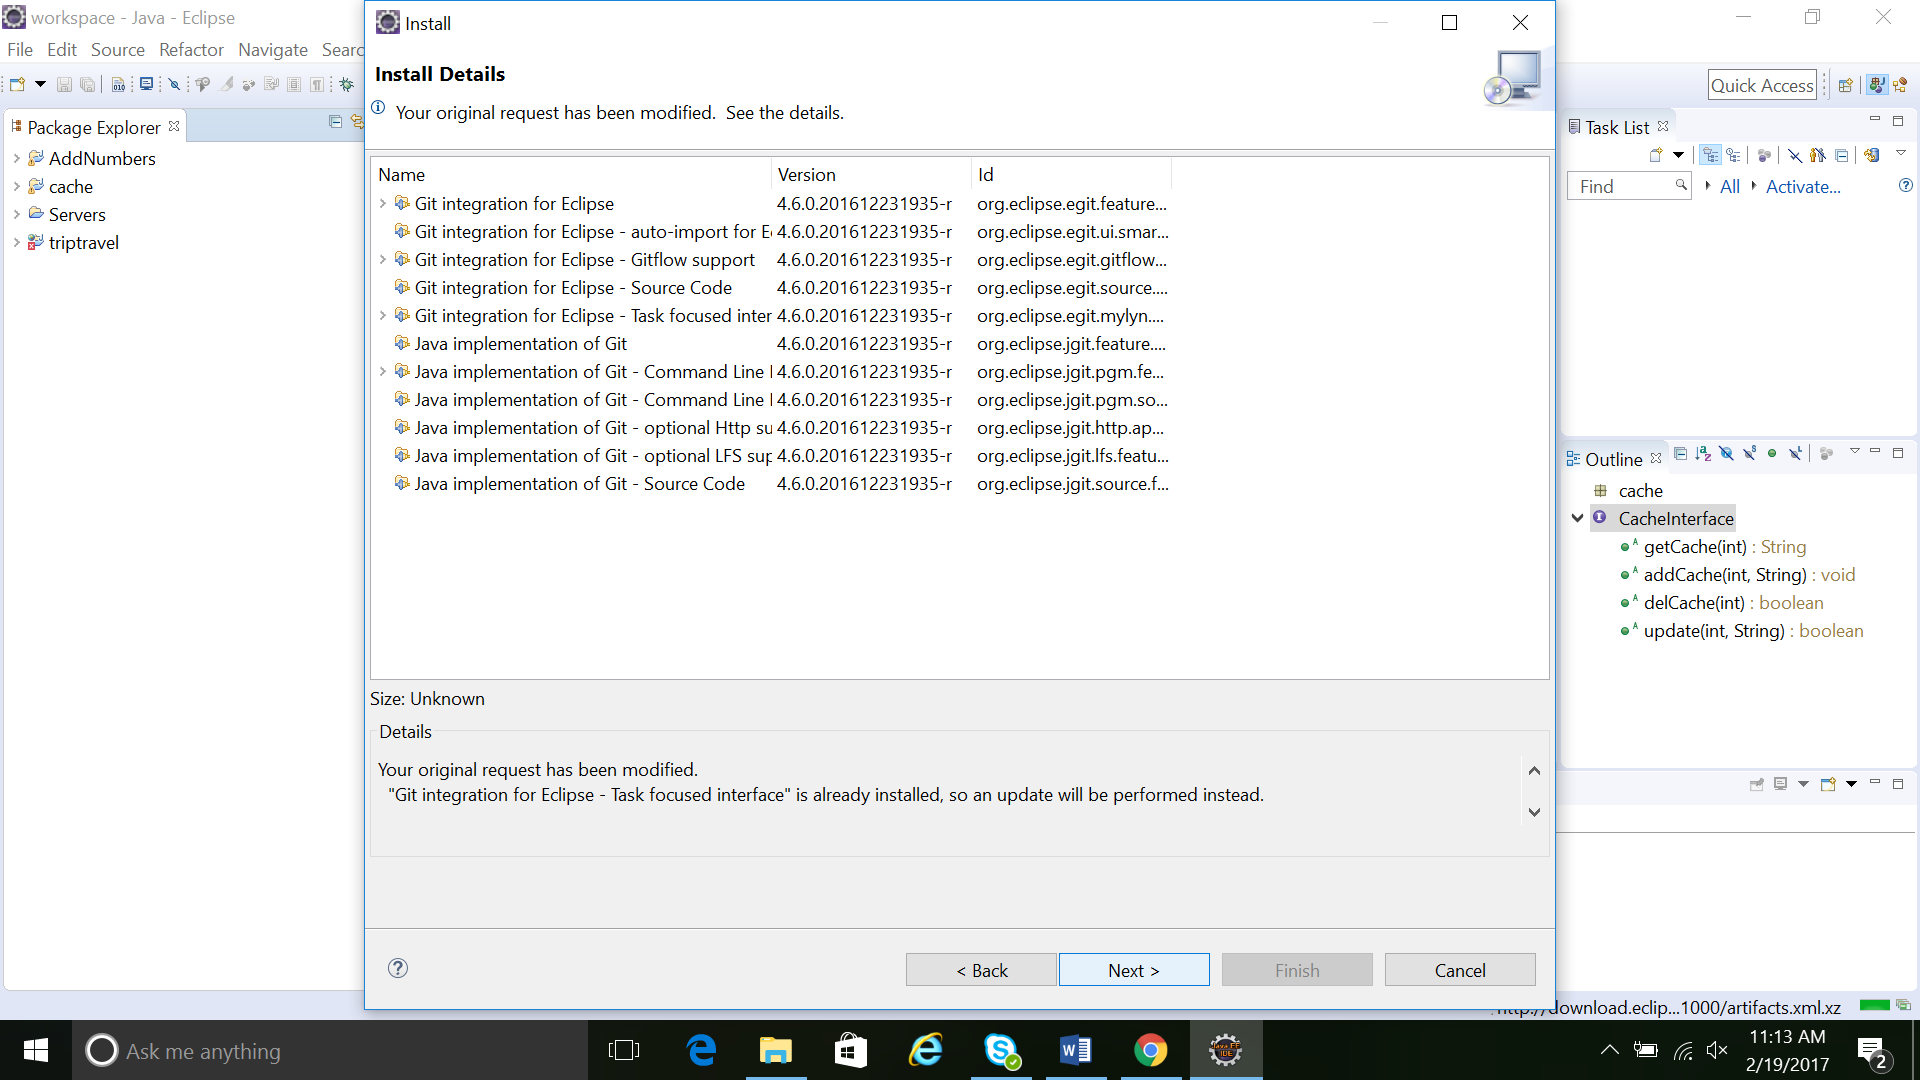 workspace - Java - Eclipse
File Edit Source Refactor Navigate Searc
Quick Access
Package Explorer
AddNumbers
cache
Servers
triptravel
Install
Install Details
Your original request has been modified. See the details.
Name Version Id
Git integration for Eclipse 4.6.0.201612231935-r org.eclipse.egit.feature...
Git integration for Eclipse - auto-import for Ec 4.6.0.201612231935-r org.eclipse.egit.ui.smar...
Git integration for Eclipse - Gitflow support 4.6.0.201612231935-r org.eclipse.egit.gitflow...
Git integration for Eclipse - Source Code 4.6.0.201612231935-r org.eclipse.egit.source....
Git integration for Eclipse - Task focused inter 4.6.0.201612231935-r org.eclipse.egit.mylyn....
Java implementation of Git 4.6.0.201612231935-r org.eclipse.jgit.feature....
Java implementation of Git - Command Line 4.6.0.201612231935-r org.eclipse.jgit.pgm.fe...
Java implementation of Git - Command Line 4.6.0.201612231935-r org.eclipse.jgit.pgm.so...
Java implementation of Git - optional Http su 4.6.0.201612231935-r org.eclipse.jgit.http.ap...
Java implementation of Git - optional LFS sup 4.6.0.201612231935-r org.eclipse.jgit.lfs.featu...
Java implementation of Git - Source Code 4.6.0.201612231935-r org.eclipse.jgit.source.f...
Size: Unknown
Details
Your original request has been modified.
"Git integration for Eclipse - Task focused interface" is already installed, so an update will be performed instead.
< Back Next > Finish Cancel
Task List
Find All Activate...
Outline
cache
CacheInterface
getCache(int) : String
addCache(int, String) : void
delCache(int) : boolean
update(int, String) : boolean
http://download.eclip...1000/artifacts.xml.xz
Ask me anything
11:13 AM
2/19/2017
2